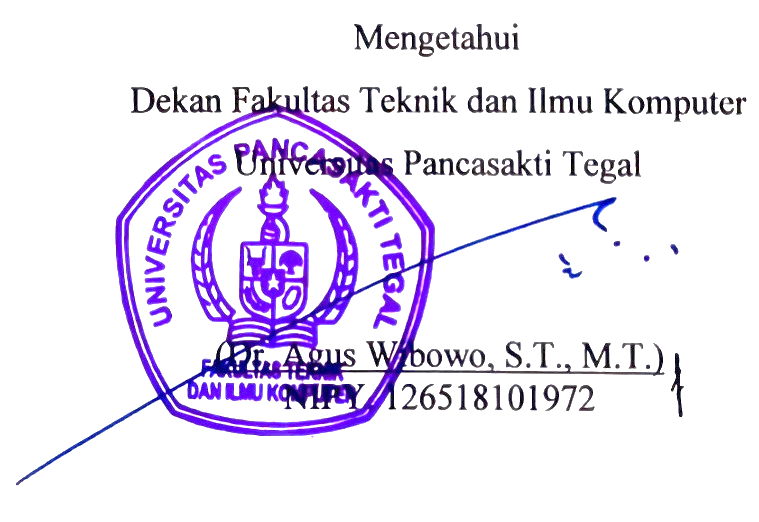 Mengetahui
Dekan Fakultas Teknik dan Ilmu Komputer
Universitas Pancasakti Tegal
UNIVERSITAS PANCASAKTI TEGAL
(Dr. Agus Wibowo, S.T., M.T.)
FAKULTAS TEKNIK
DAN ILMU KOMPUTER
NIPY. 126518101972